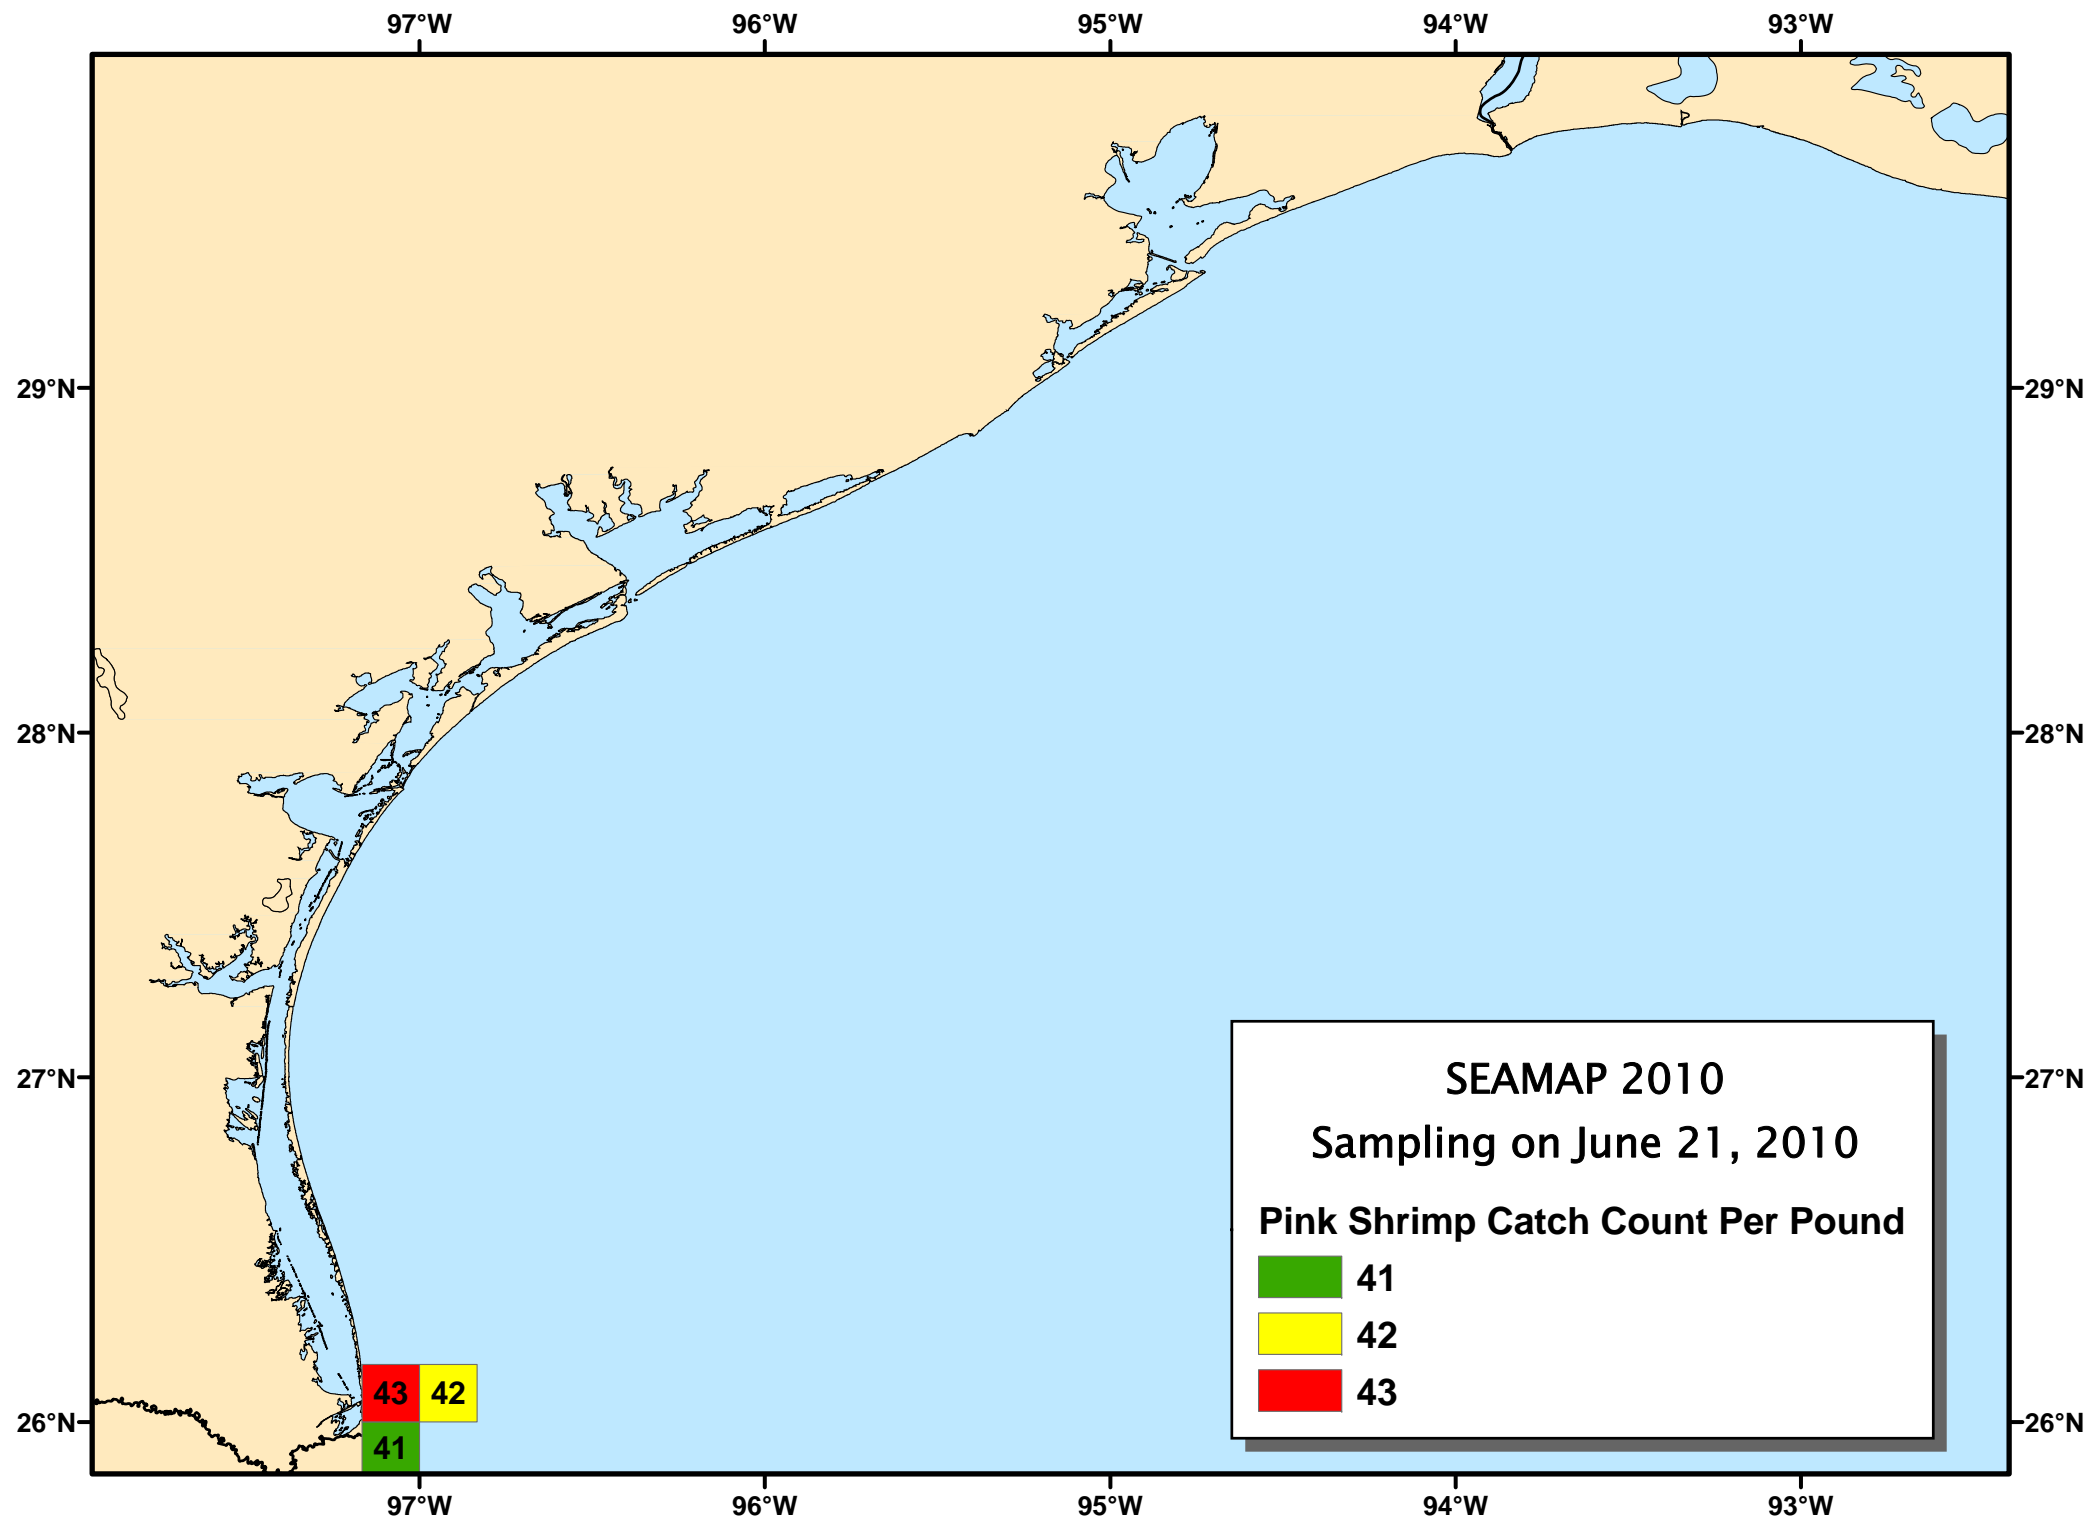 97°W 96°W 95°W 94°W 93°W
29°N 29°N
28°N 28°N
27°N 27°N
SEAMAP 2010
Sampling on June 21, 2010
Pink Shrimp Catch Count Per Pound
41
42
43
43 42
26°N 26°N
41
97°W 96°W 95°W 94°W 93°W